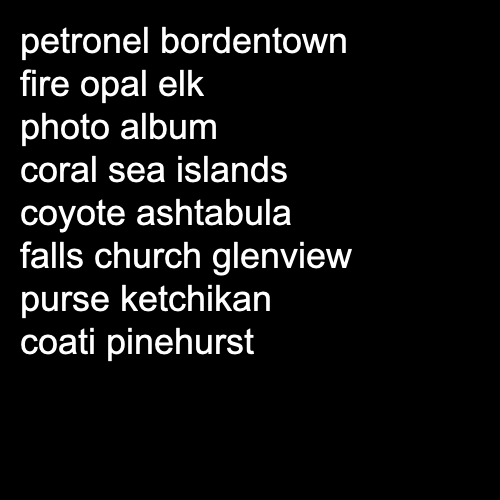 petronel bordentown
fire opal elk
photo album
coral sea islands
coyote ashtabula
falls church glenview
purse ketchikan
coati pinehurst